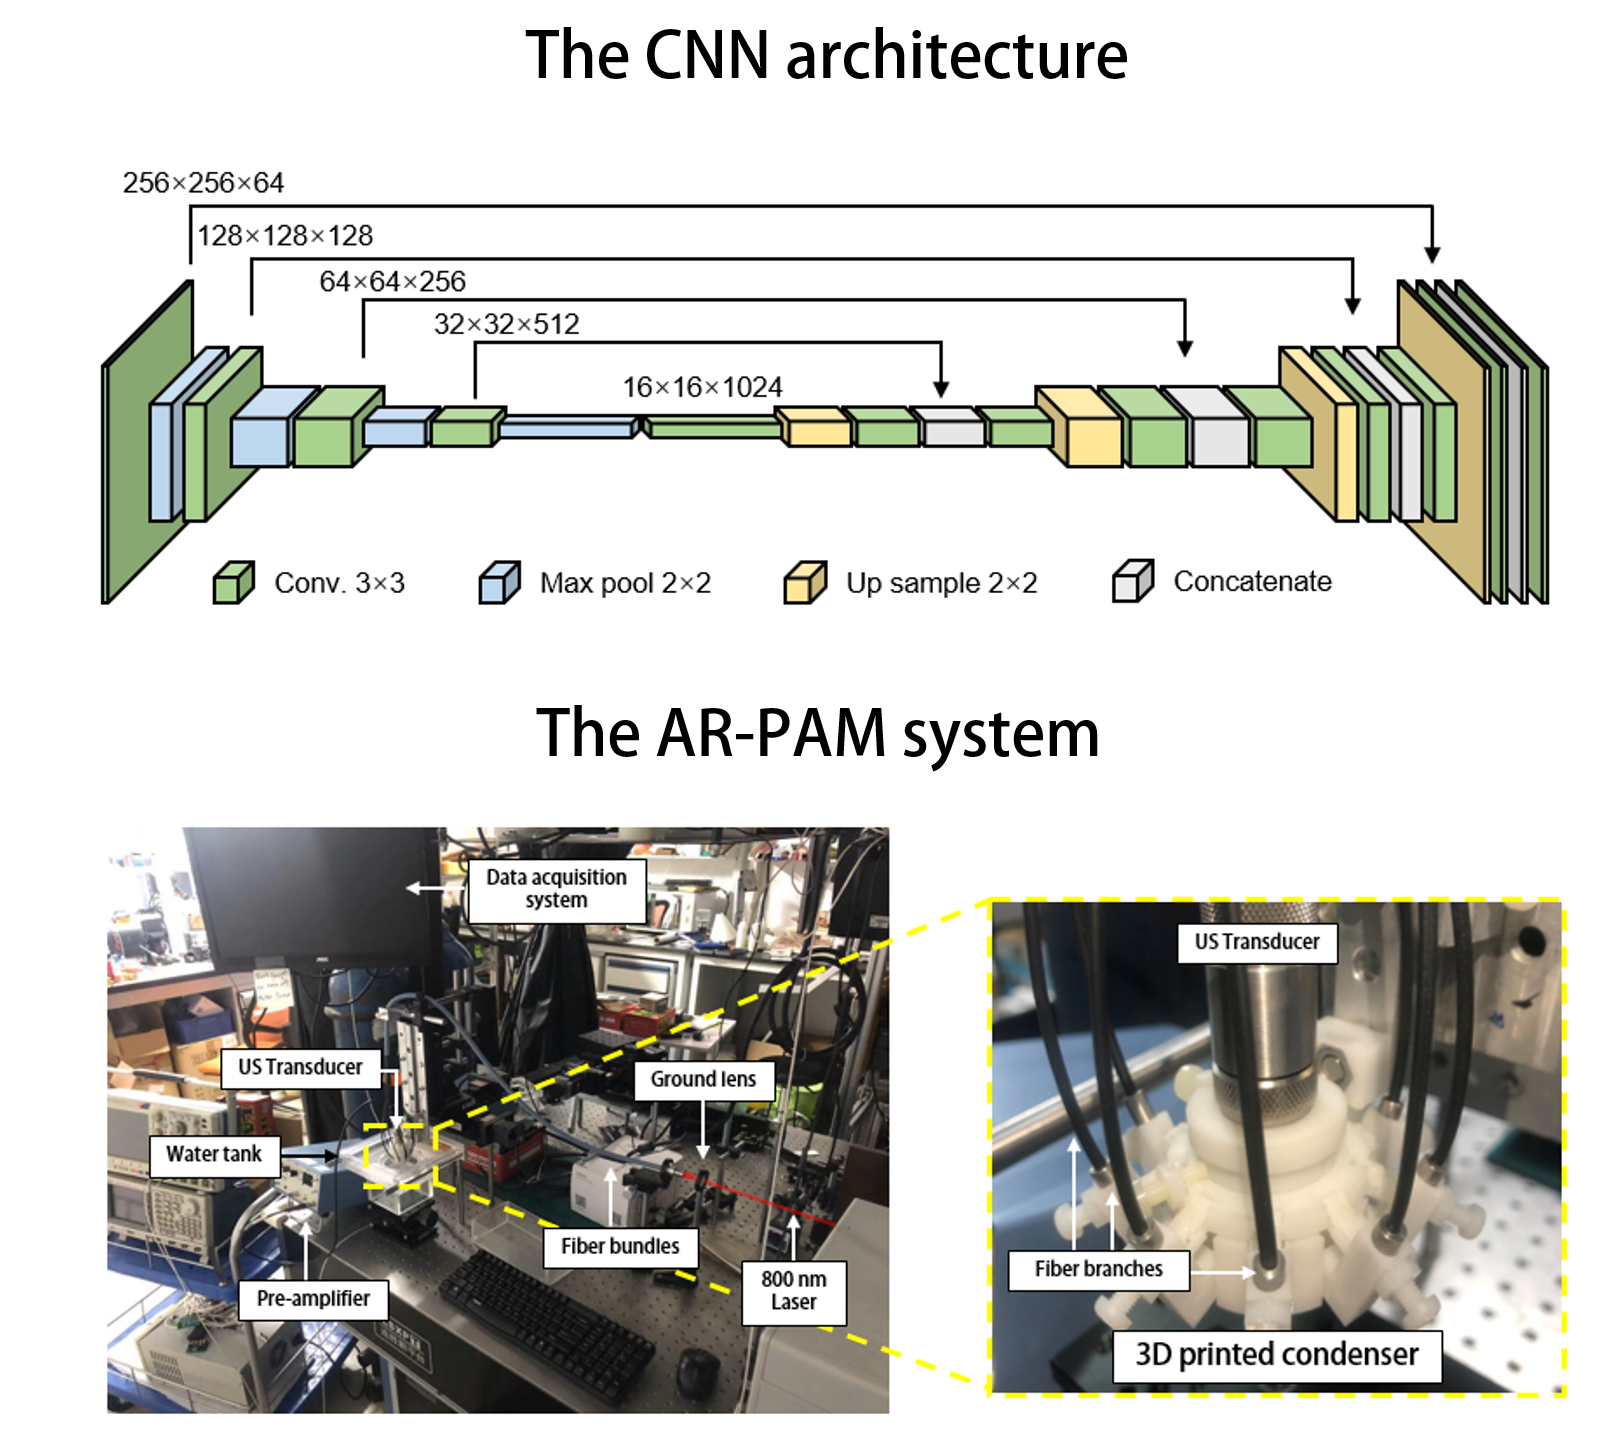 The CNN architecture
256×256×64
128×128×128
64×64×256
32×32×512
16×16×1024
Conv. 3×3
Max pool 2×2
Up sample 2×2
Concatenate
The AR-PAM system
Data acquisition
system
US Transducer
US Transducer
Ground lens
Water tank
Fiber bundles
Fiber branches
800 nm
Laser
Pre-amplifier
3D printed condenser